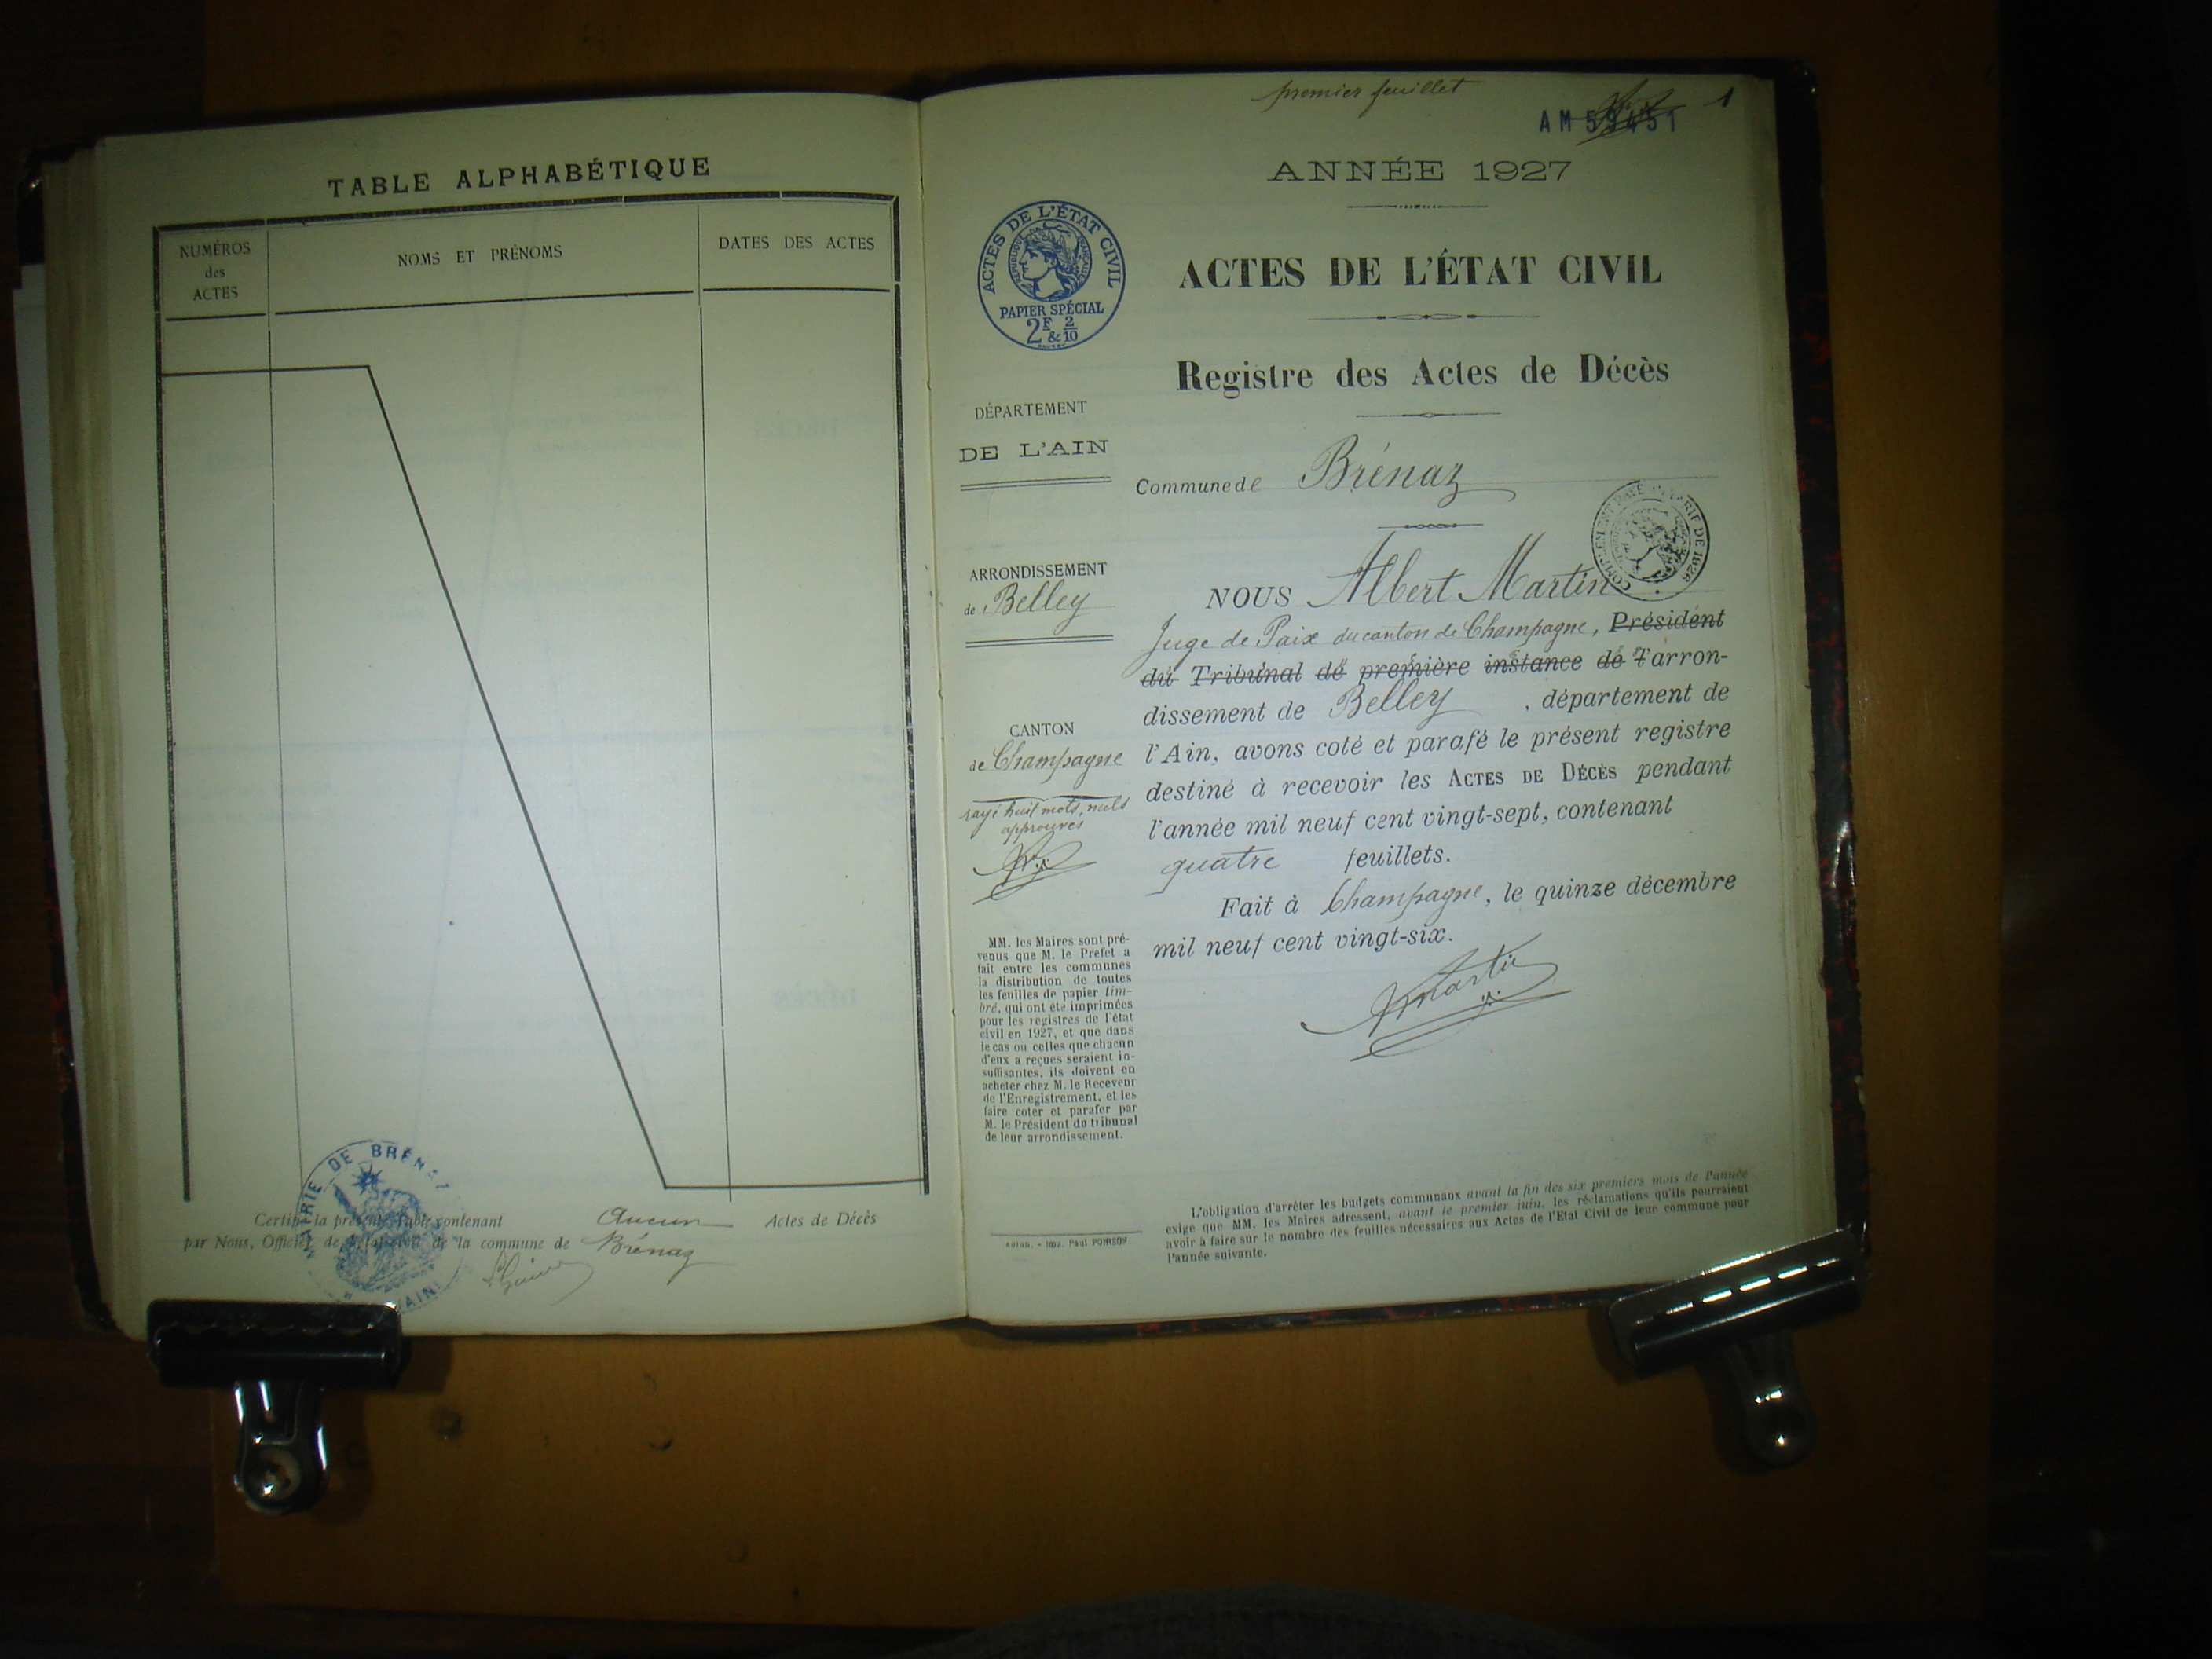 TABLE ALPHABÉTIQUE
NUMÉROS
des
ACTES
NOMS ET PRÉNOMS
DATES DES ACTES
MAIRIE DE BRÉNAZ
AIN
Certifié la présente Table contenant Aucun Actes de Décès
par Nous, Officier de l'état-civil de la commune de Brénaz
premier feuillet
AM 59451
1
ANNÉE 1927
ACTES DE L'ÉTAT CIVIL
RÉPUBLIQUE FRANÇAISE
PAPIER SPÉCIAL
2F & 2/10
ACTES DE L'ÉTAT CIVIL
Registre des Actes de Décès
DÉPARTEMENT
DE L'AIN
Commune de Brénaz
ARRONDISSEMENT
de Belley
CANTON
de Champagne
rayé huit mots, nuls
approuvés
NOUS Albert Martin
Juge de Paix du canton de Champagne, Président
du Tribunal de première instance de l'arron-
dissement de Belley, département de
l'Ain, avons coté et parafé le présent registre
destiné à recevoir les ACTES DE DÉCÈS pendant
l'année mil neuf cent vingt-sept, contenant
quatre feuillets.
Fait à Champagne, le quinze décembre
mil neuf cent vingt-six.
Martin
MM. les Maires sont pré-
venus que M. le Préfet a
fait entre les communes
la distribution de toutes
les feuilles de papier tim-
bré, qui ont été imprimées
pour les registres de l'état
civil en 1927, et que dans
le cas où celles que chacun
d'eux a reçues seraient in-
suffisantes, ils doivent en
acheter chez M. le Receveur
de l'Enregistrement, et les
faire coter et parafer par
M. le Président du tribunal
de leur arrondissement.
L'obligation d'arrêter les budgets communaux avant la fin des six premiers mois de l'année
exige que MM. les Maires adressent, avant le premier juin, les réclamations qu'ils pourraient
avoir à faire sur le nombre des feuilles nécessaires aux Actes de l'Etat Civil de leur commune pour
l'année suivante.